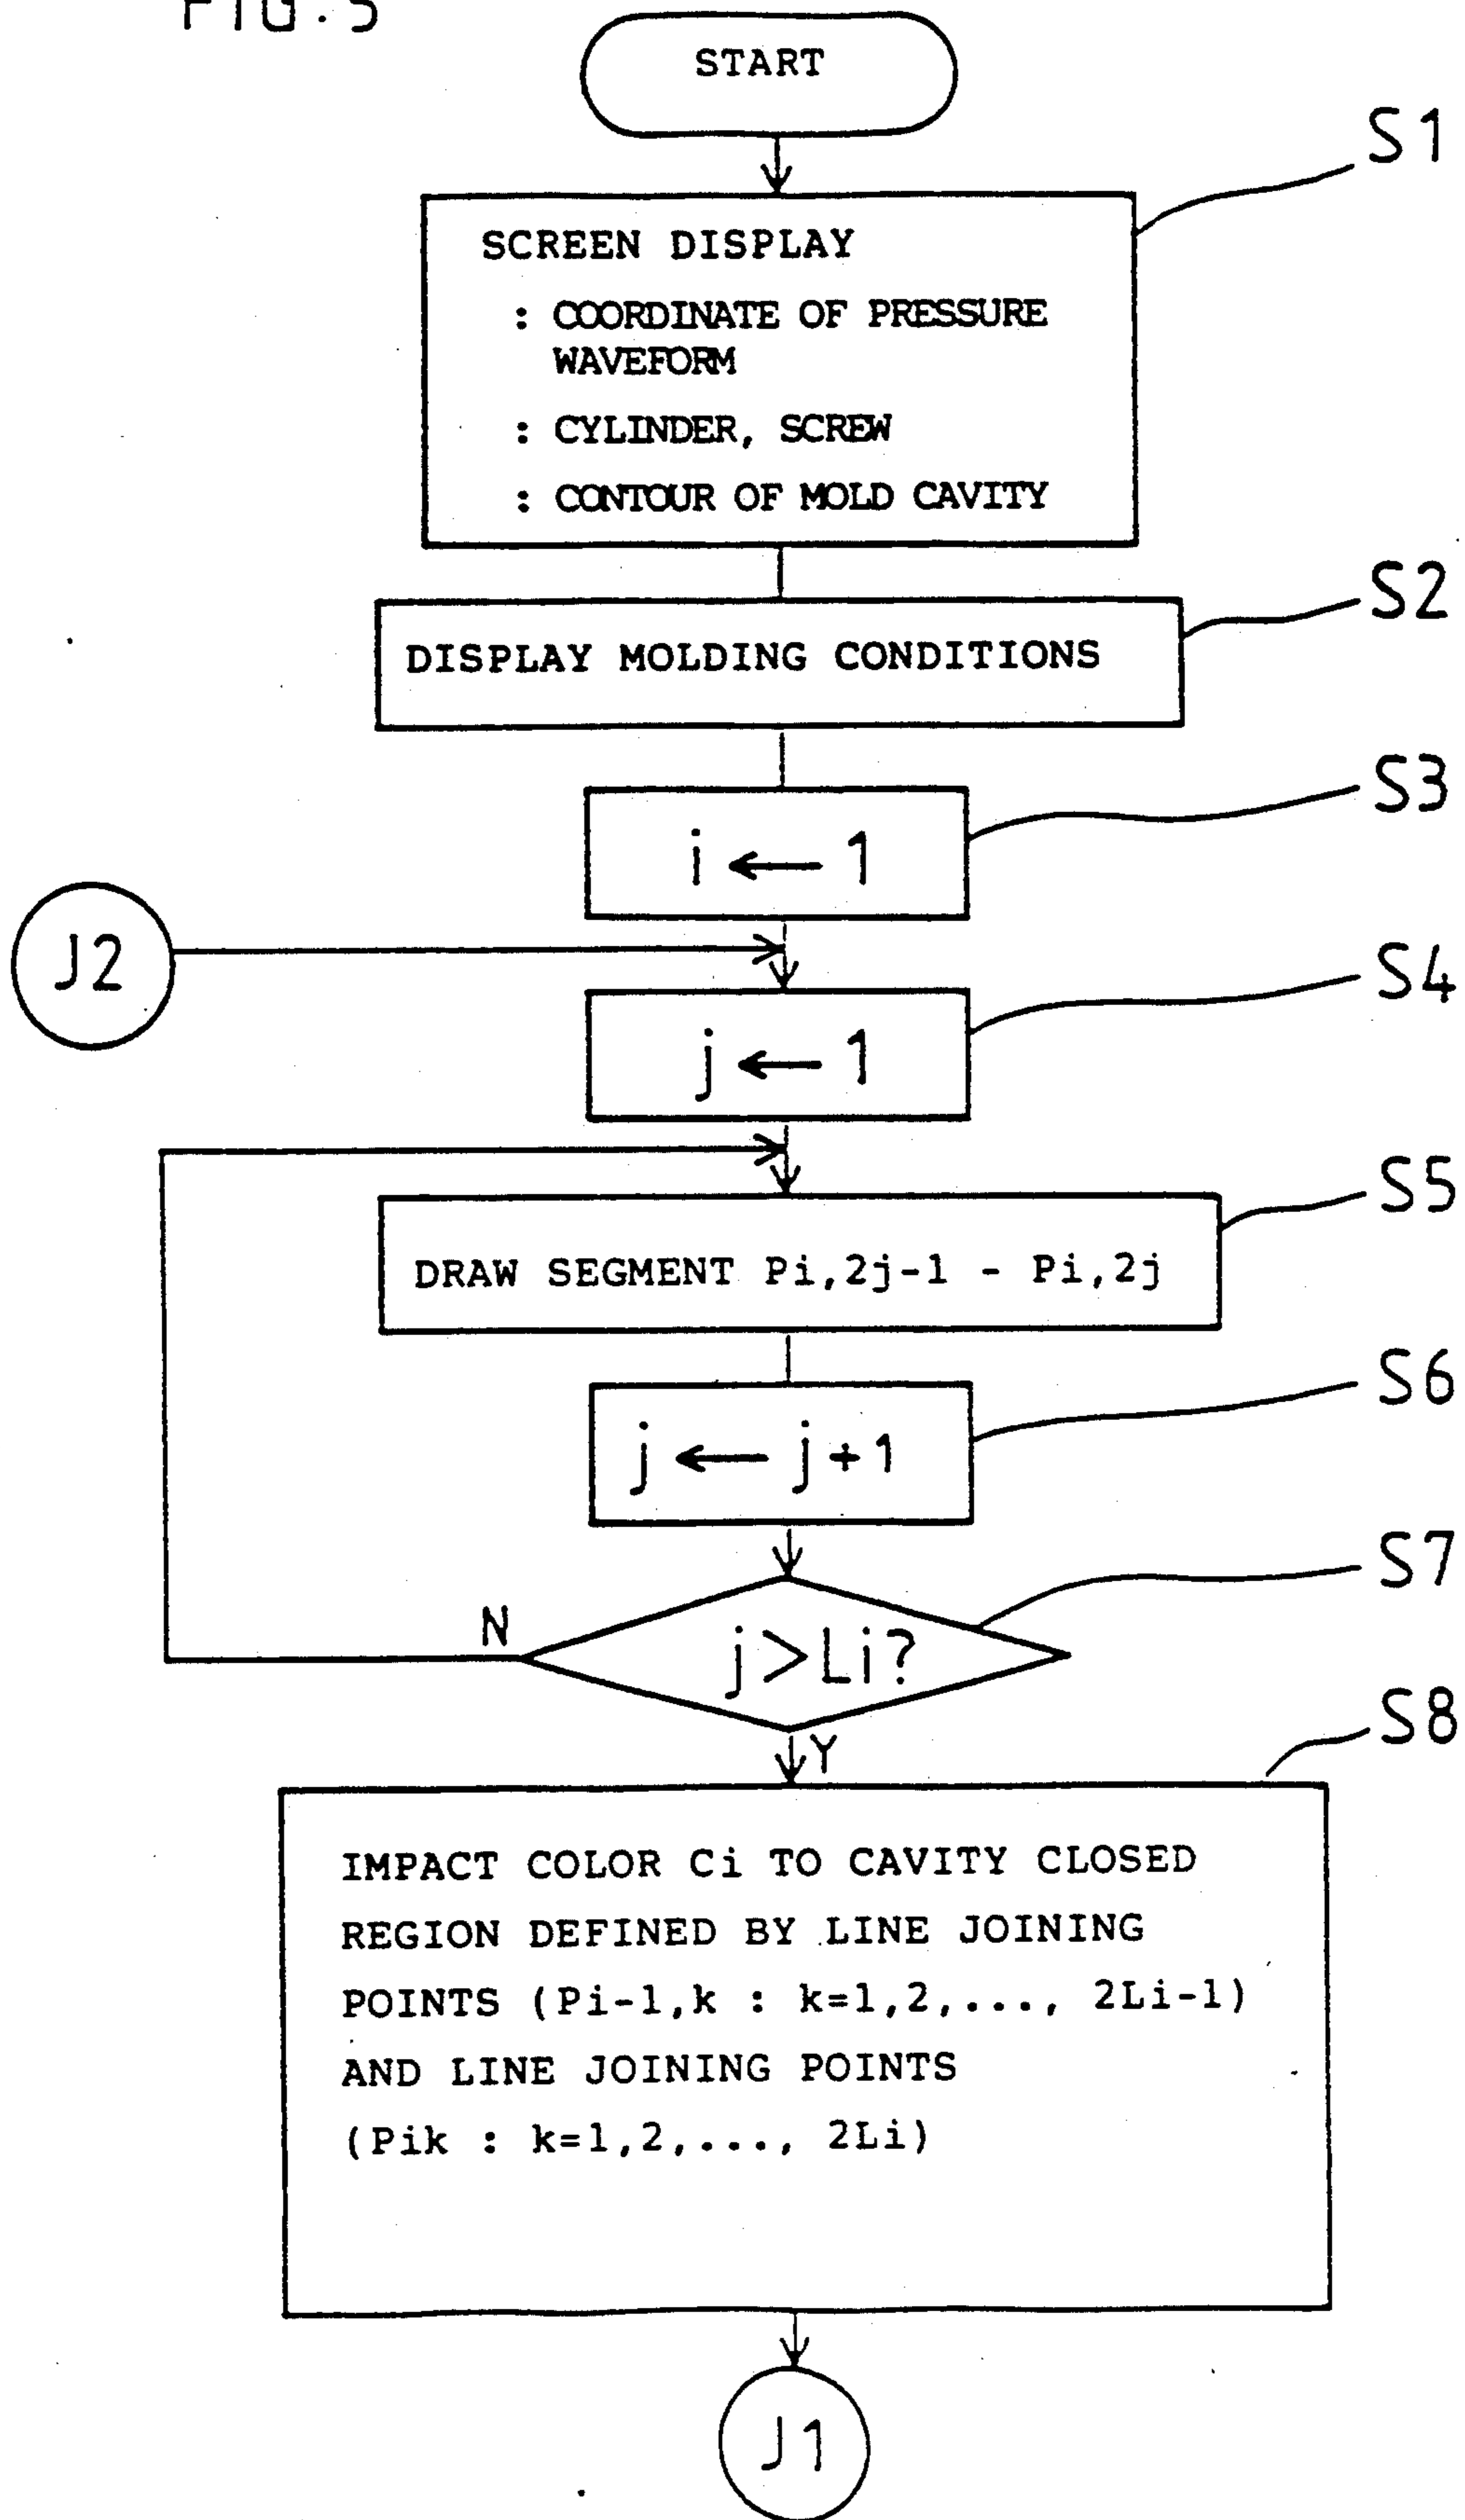 FIG. 5
START
S1
SCREEN DISPLAY
: COORDINATE OF PRESSURE
WAVEFORM
: CYLINDER, SCREW
: CONTOUR OF MOLD CAVITY
S2
DISPLAY MOLDING CONDITIONS
S3
i ← 1
J2
S4
j ← 1
S5
DRAW SEGMENT Pi,2j-1 - Pi,2j
S6
j ← j+1
S7
N
j>Li?
S8
Y
IMPACT COLOR Ci TO CAVITY CLOSED
REGION DEFINED BY LINE JOINING
POINTS (Pi-1,k : k=1,2,..., 2Li-1)
AND LINE JOINING POINTS
(Pik : k=1,2,..., 2Li)
J1